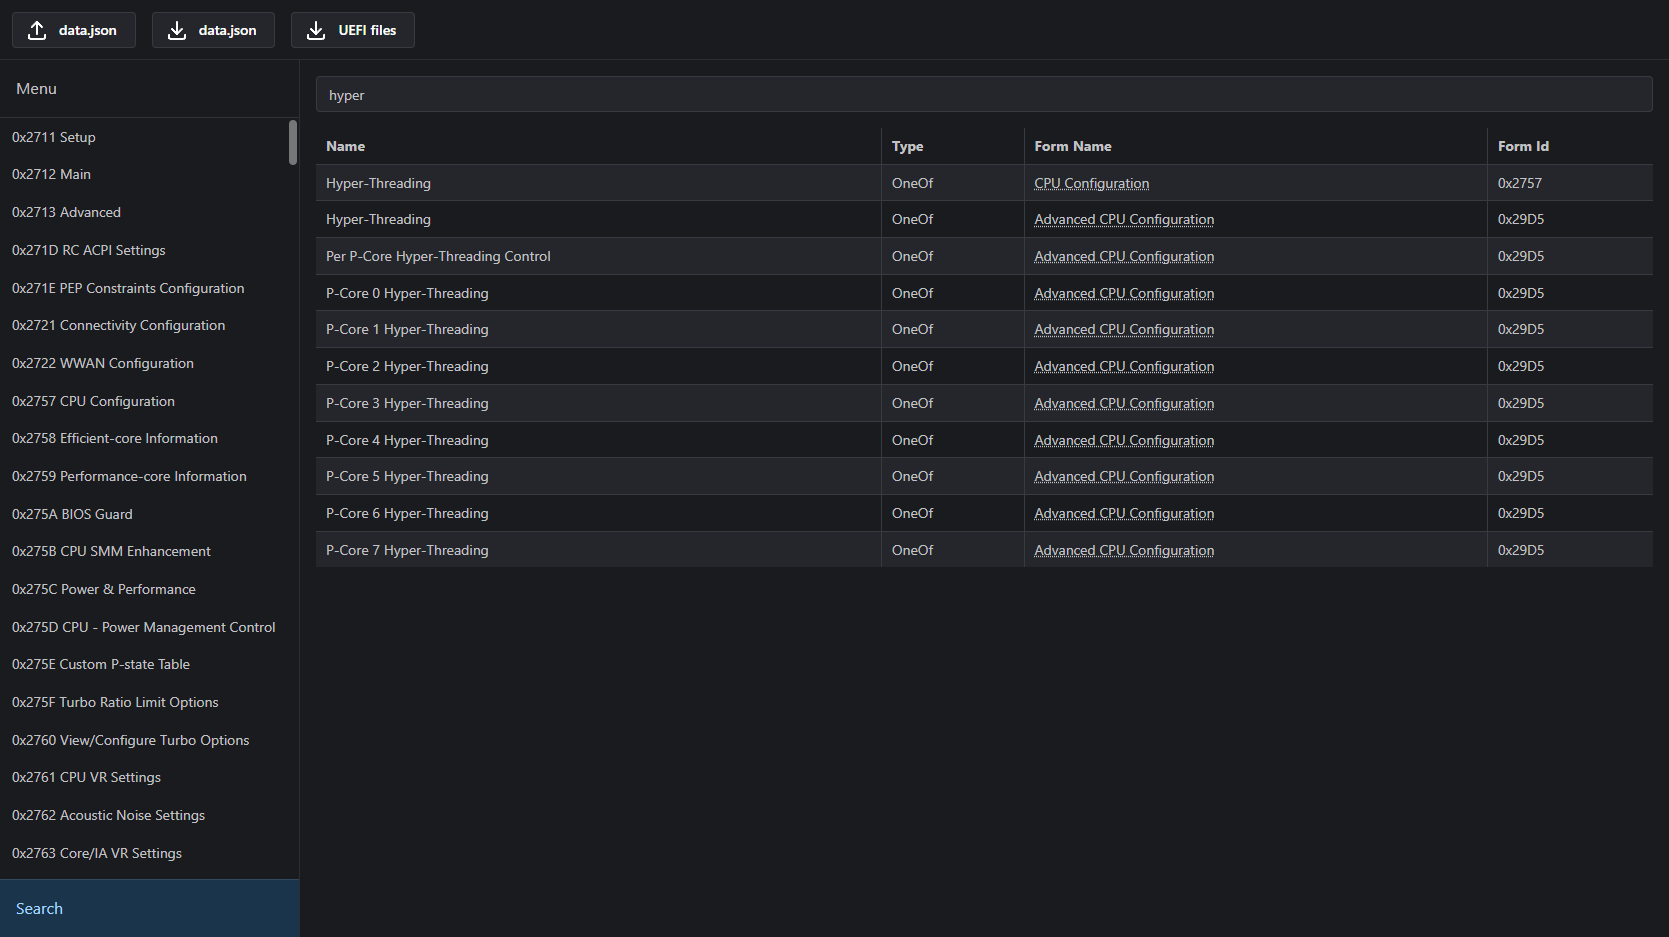 data.json data.json UEFI files
Menu
0x2711 Setup
0x2712 Main
0x2713 Advanced
0x271D RC ACPI Settings
0x271E PEP Constraints Configuration
0x2721 Connectivity Configuration
0x2722 WWAN Configuration
0x2757 CPU Configuration
0x2758 Efficient-core Information
0x2759 Performance-core Information
0x275A BIOS Guard
0x275B CPU SMM Enhancement
0x275C Power & Performance
0x275D CPU - Power Management Control
0x275E Custom P-state Table
0x275F Turbo Ratio Limit Options
0x2760 View/Configure Turbo Options
0x2761 CPU VR Settings
0x2762 Acoustic Noise Settings
0x2763 Core/IA VR Settings
Search
hyper
Name Type Form Name Form Id
Hyper-Threading OneOf CPU Configuration 0x2757
Hyper-Threading OneOf Advanced CPU Configuration 0x29D5
Per P-Core Hyper-Threading Control OneOf Advanced CPU Configuration 0x29D5
P-Core 0 Hyper-Threading OneOf Advanced CPU Configuration 0x29D5
P-Core 1 Hyper-Threading OneOf Advanced CPU Configuration 0x29D5
P-Core 2 Hyper-Threading OneOf Advanced CPU Configuration 0x29D5
P-Core 3 Hyper-Threading OneOf Advanced CPU Configuration 0x29D5
P-Core 4 Hyper-Threading OneOf Advanced CPU Configuration 0x29D5
P-Core 5 Hyper-Threading OneOf Advanced CPU Configuration 0x29D5
P-Core 6 Hyper-Threading OneOf Advanced CPU Configuration 0x29D5
P-Core 7 Hyper-Threading OneOf Advanced CPU Configuration 0x29D5